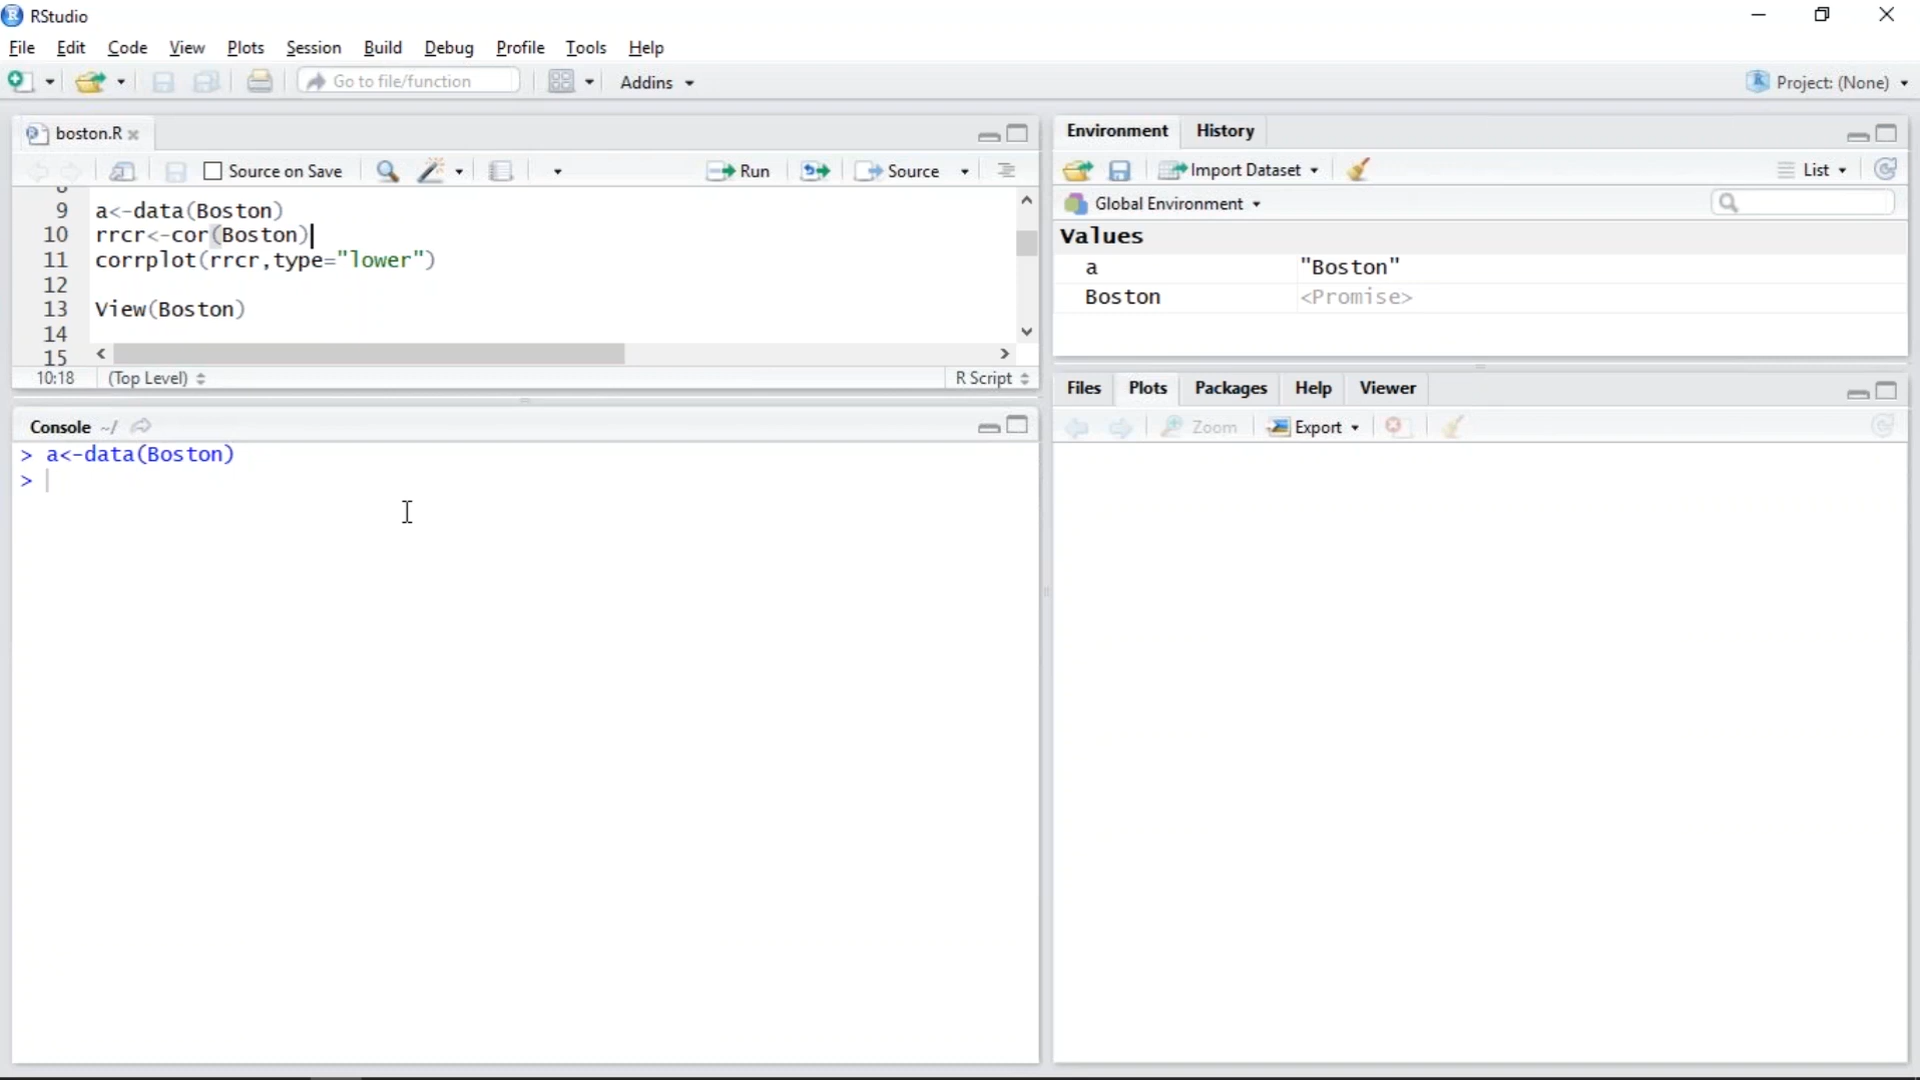 RStudio
File Edit Code View Plots Session Build Debug Profile Tools Help
Go to file/function Addins Project: (None)
boston.R
Source on Save Run Source
9 a<-data(Boston)
10 rrcr<-cor(Boston)
11 corrplot(rrcr,type="lower")
12
13 View(Boston)
14
15
10:18 (Top Level) R Script
Console ~/
> a<-data(Boston)
>
Environment History
Import Dataset List
Global Environment
Values
a "Boston"
Boston <Promise>
Files Plots Packages Help Viewer
Zoom Export